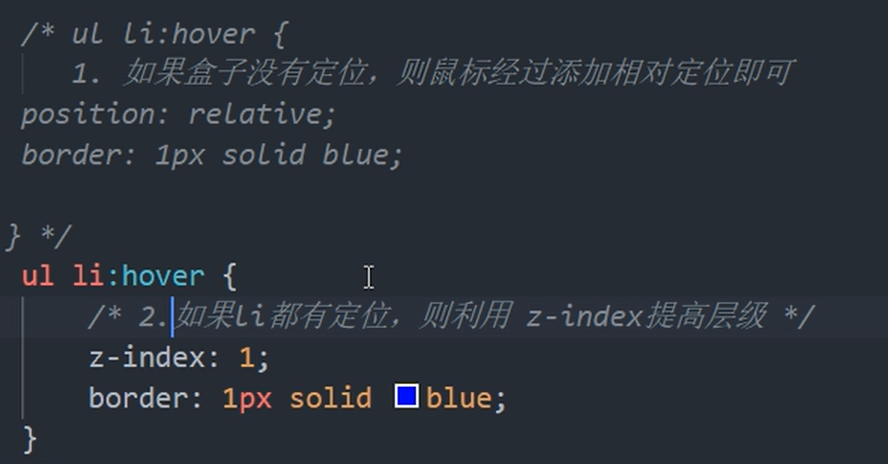 /* ul li:hover {
1. 如果盒子没有定位，则鼠标经过添加相对定位即可
position: relative;
border: 1px solid blue;
} */
ul li:hover {
/* 2.如果li都有定位，则利用 z-index提高层级 */
z-index: 1;
border: 1px solid blue;
}